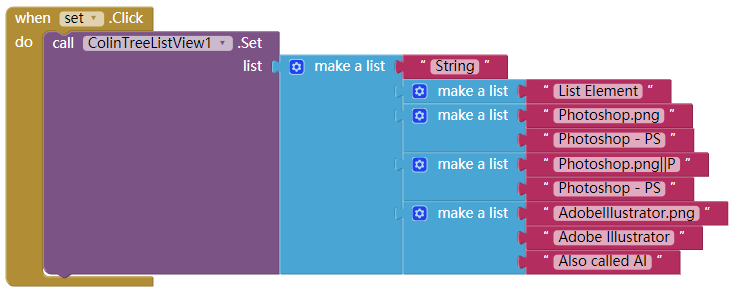 when set .Click
do call ColinTreeListView1 .Set
list make a list " String "
make a list " List Element "
make a list " Photoshop.png "
" Photoshop - PS "
make a list " Photoshop.png||P "
" Photoshop - PS "
make a list " AdobeIllustrator.png "
" Adobe Illustrator "
" Also called AI "